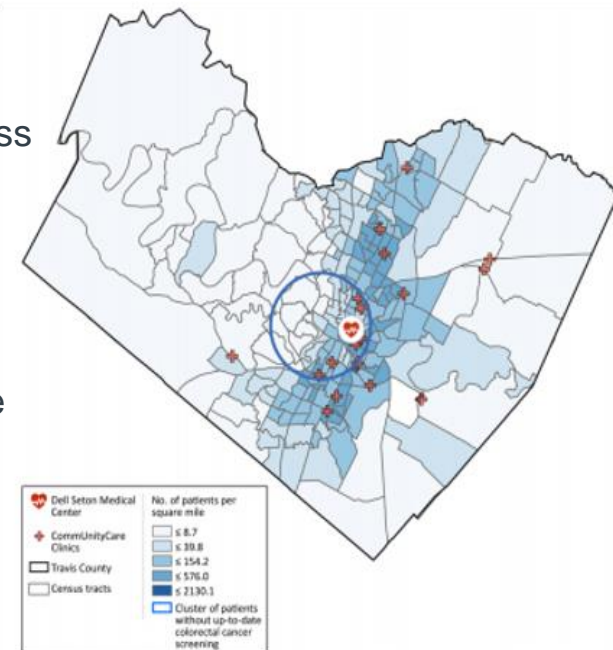 ss
e
Dell Seton Medical
Center
CommUnityCare
Clinics
Travis County
Census tracts
No. of patients per
square mile
≤ 8.7
≤ 39.8
≤ 154.2
≤ 576.0
≤ 2130.1
Cluster of patients
without up-to-date
colorectal cancer
screening